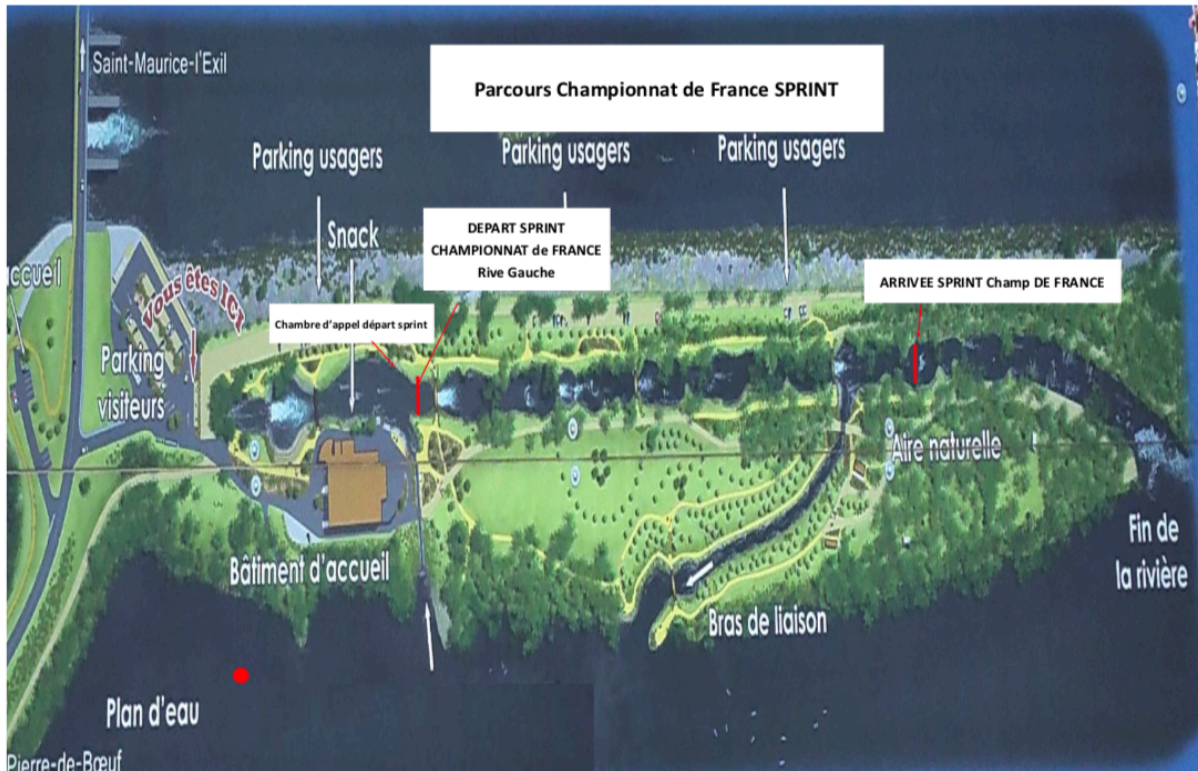 Saint-Maurice-l'Exil
Parcours Championnat de France SPRINT
Parking usagers
Parking usagers
Parking usagers
Snack
DEPART SPRINT
CHAMPIONNAT de FRANCE
Rive Gauche
ARRIVEE SPRINT Champ DE FRANCE
ccueil
Vous êtes ICI
Chambre d'appel départ sprint
Parking
visiteurs
Aire naturelle
Fin de
la rivière
Bâtiment d'accueil
Bras de liaison
Plan d'eau
Pierre-de-Bœuf